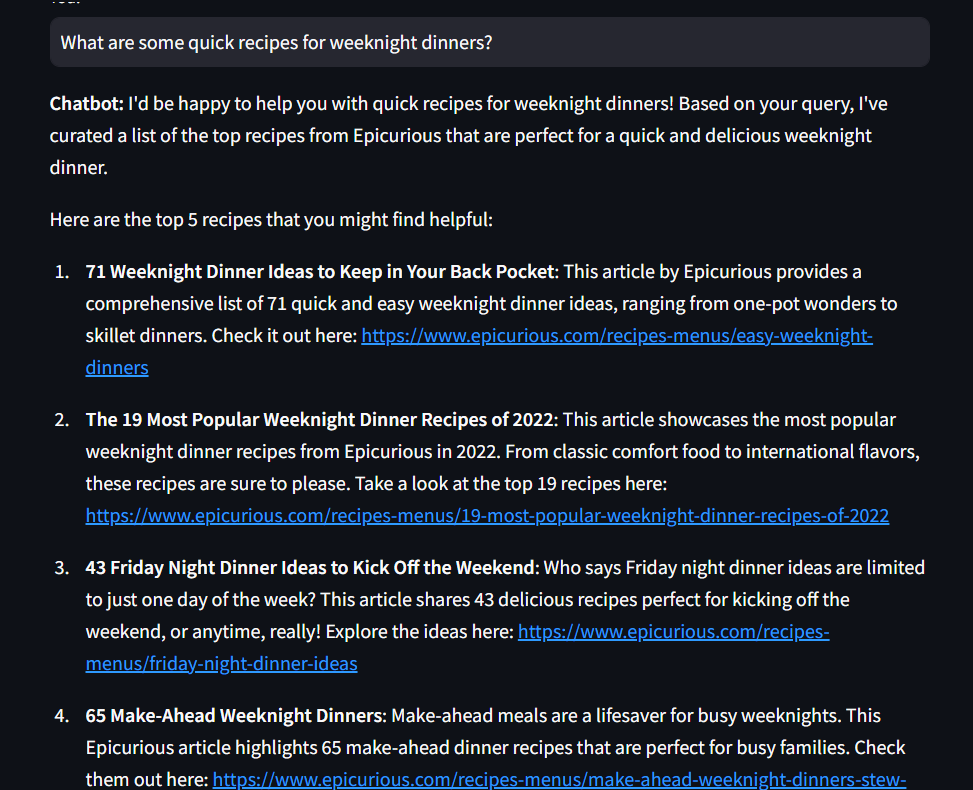 What are some quick recipes for weeknight dinners?
Chatbot: I'd be happy to help you with quick recipes for weeknight dinners! Based on your query, I've
curated a list of the top recipes from Epicurious that are perfect for a quick and delicious weeknight
dinner.
Here are the top 5 recipes that you might find helpful:
1. 71 Weeknight Dinner Ideas to Keep in Your Back Pocket: This article by Epicurious provides a
comprehensive list of 71 quick and easy weeknight dinner ideas, ranging from one-pot wonders to
skillet dinners. Check it out here: https://www.epicurious.com/recipes-menus/easy-weeknight-
dinners
2. The 19 Most Popular Weeknight Dinner Recipes of 2022: This article showcases the most popular
weeknight dinner recipes from Epicurious in 2022. From classic comfort food to international flavors,
these recipes are sure to please. Take a look at the top 19 recipes here:
https://www.epicurious.com/recipes-menus/19-most-popular-weeknight-dinner-recipes-of-2022
3. 43 Friday Night Dinner Ideas to Kick Off the Weekend: Who says Friday night dinner ideas are limited
to just one day of the week? This article shares 43 delicious recipes perfect for kicking off the
weekend, or anytime, really! Explore the ideas here: https://www.epicurious.com/recipes-
menus/friday-night-dinner-ideas
4. 65 Make-Ahead Weeknight Dinners: Make-ahead meals are a lifesaver for busy weeknights. This
Epicurious article highlights 65 make-ahead dinner recipes that are perfect for busy families. Check
them out here: https://www.epicurious.com/recipes-menus/make-ahead-weeknight-dinners-stew-